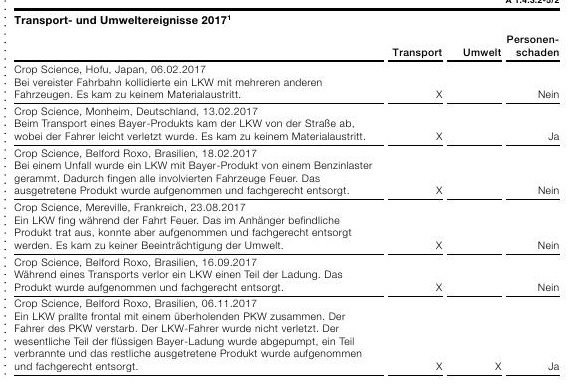 A 1.4.3.2-5/2
Transport- und Umweltereignisse 2017¹
Personen-
Transport Umwelt schaden
Crop Science, Hofu, Japan, 06.02.2017
Bei vereister Fahrbahn kollidierte ein LKW mit mehreren anderen
Fahrzeugen. Es kam zu keinem Materialaustritt. X Nein
Crop Science, Monheim, Deutschland, 13.02.2017
Beim Transport eines Bayer-Produkts kam der LKW von der Straße ab,
wobei der Fahrer leicht verletzt wurde. Es kam zu keinem Materialaustritt. X Ja
Crop Science, Belford Roxo, Brasilien, 18.02.2017
Bei einem Unfall wurde ein LKW mit Bayer-Produkt von einem Benzinlaster
gerammt. Dadurch fingen alle involvierten Fahrzeuge Feuer. Das
ausgetretene Produkt wurde aufgenommen und fachgerecht entsorgt. X Nein
Crop Science, Mereville, Frankreich, 23.08.2017
Ein LKW fing während der Fahrt Feuer. Das im Anhänger befindliche
Produkt trat aus, konnte aber aufgenommen und fachgerecht entsorgt
werden. Es kam zu keiner Beeinträchtigung der Umwelt. X Nein
Crop Science, Belford Roxo, Brasilien, 16.09.2017
Während eines Transports verlor ein LKW einen Teil der Ladung. Das
Produkt wurde aufgenommen und fachgerecht entsorgt. X Nein
Crop Science, Belford Roxo, Brasilien, 06.11.2017
Ein LKW prallte frontal mit einem überholenden PKW zusammen. Der
Fahrer des PKW verstarb. Der LKW-Fahrer wurde nicht verletzt. Der
wesentliche Teil der flüssigen Bayer-Ladung wurde abgepumpt, ein Teil
verbrannte und das restliche ausgetretene Produkt wurde aufgenommen
und fachgerecht entsorgt. X X Ja